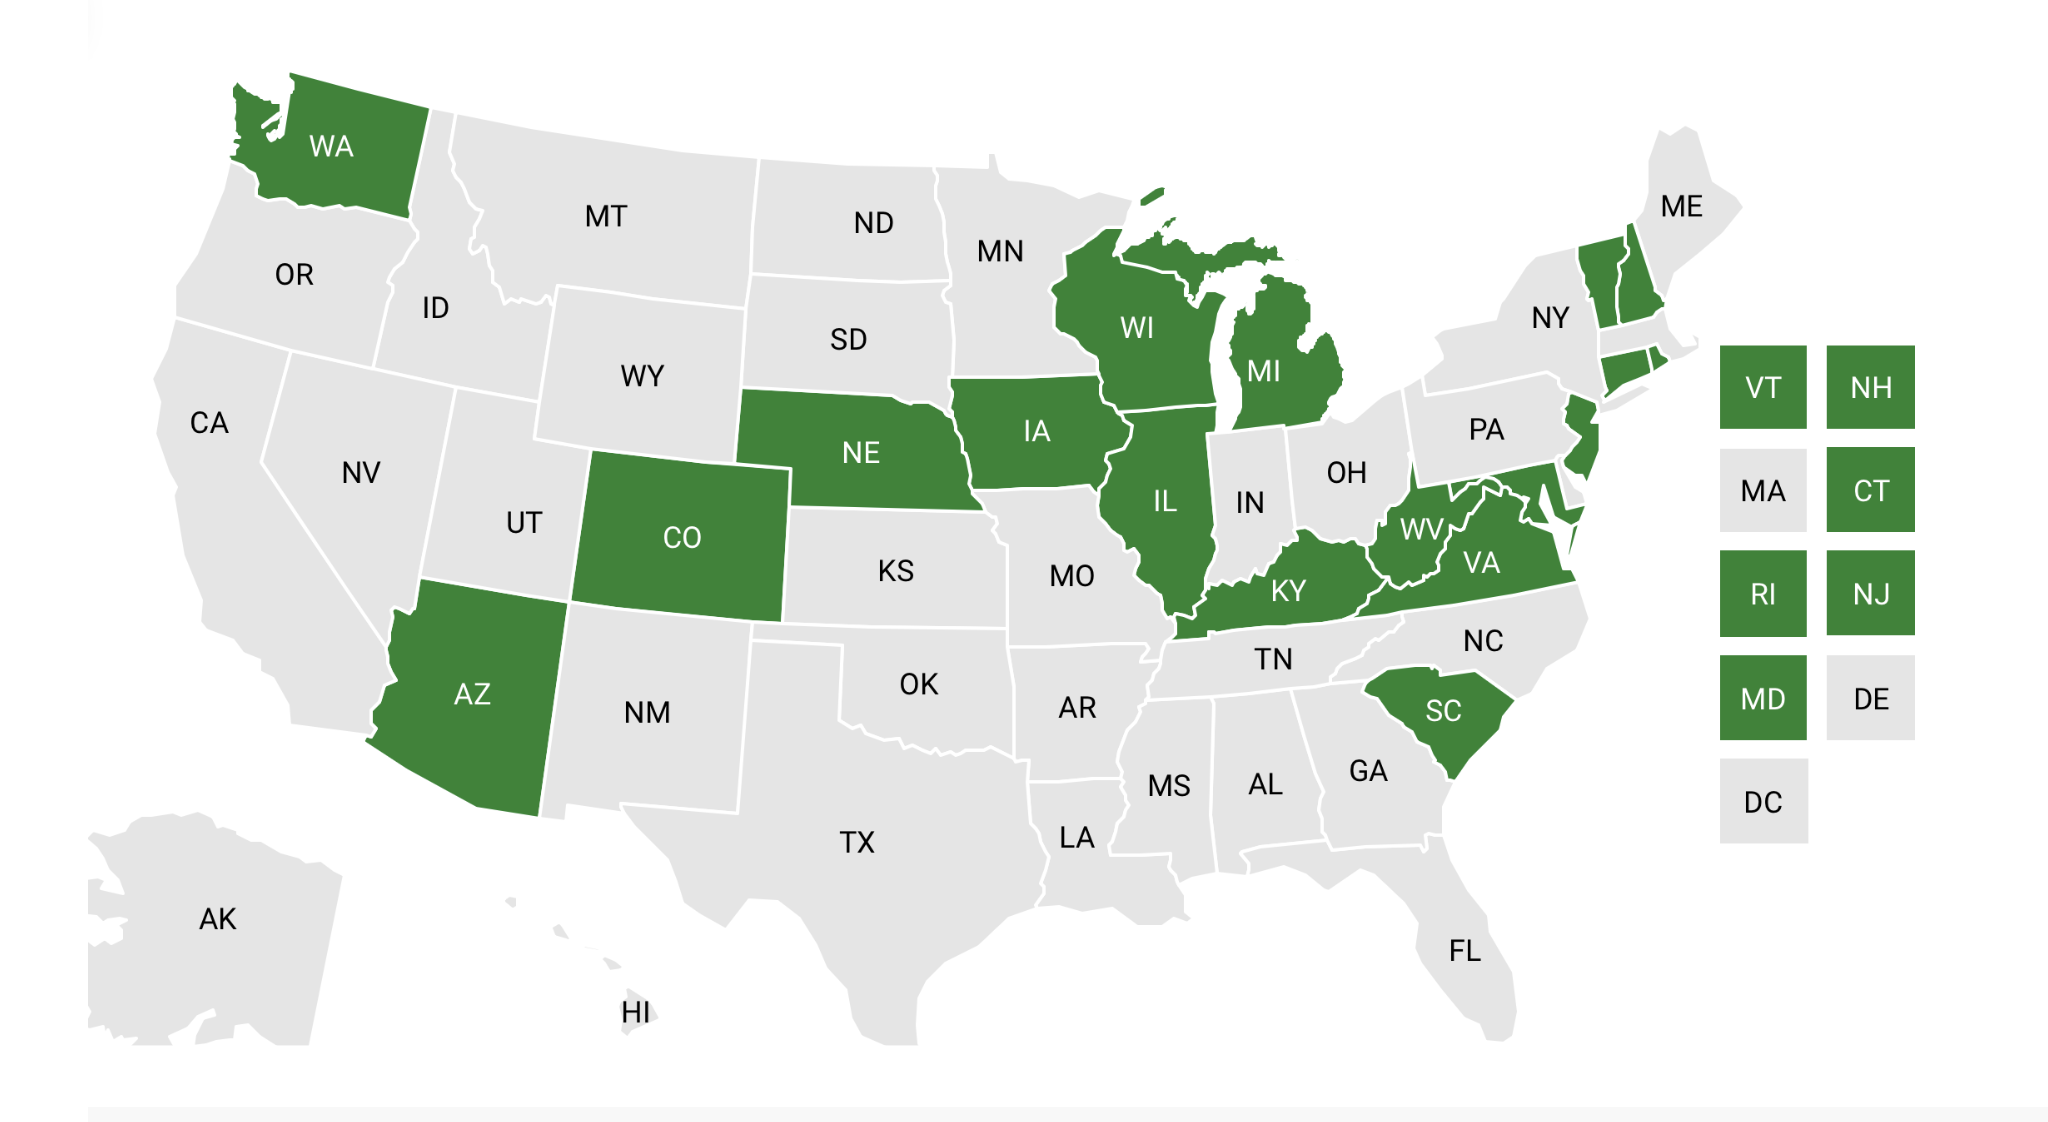 WA
MT
ND
MN
ME
OR
ID
SD
WI
NY
WY
MI
VT
NH
CA
NE
IA
PA
NV
OH
MA
CT
UT
CO
IL
IN
WV
KS
MO
KY
VA
RI
NJ
AZ
NM
OK
AR
TN
NC
MD
DE
SC
TX
LA
MS
AL
GA
DC
AK
FL
HI